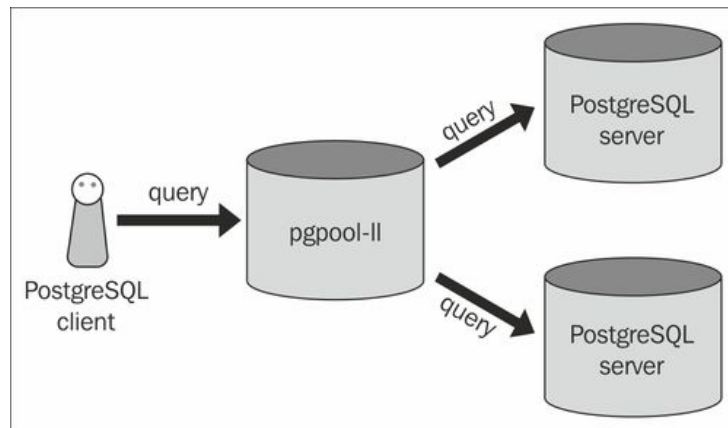 PostgreSQL
client
query
pgpool-II
query
PostgreSQL
server
query
PostgreSQL
server